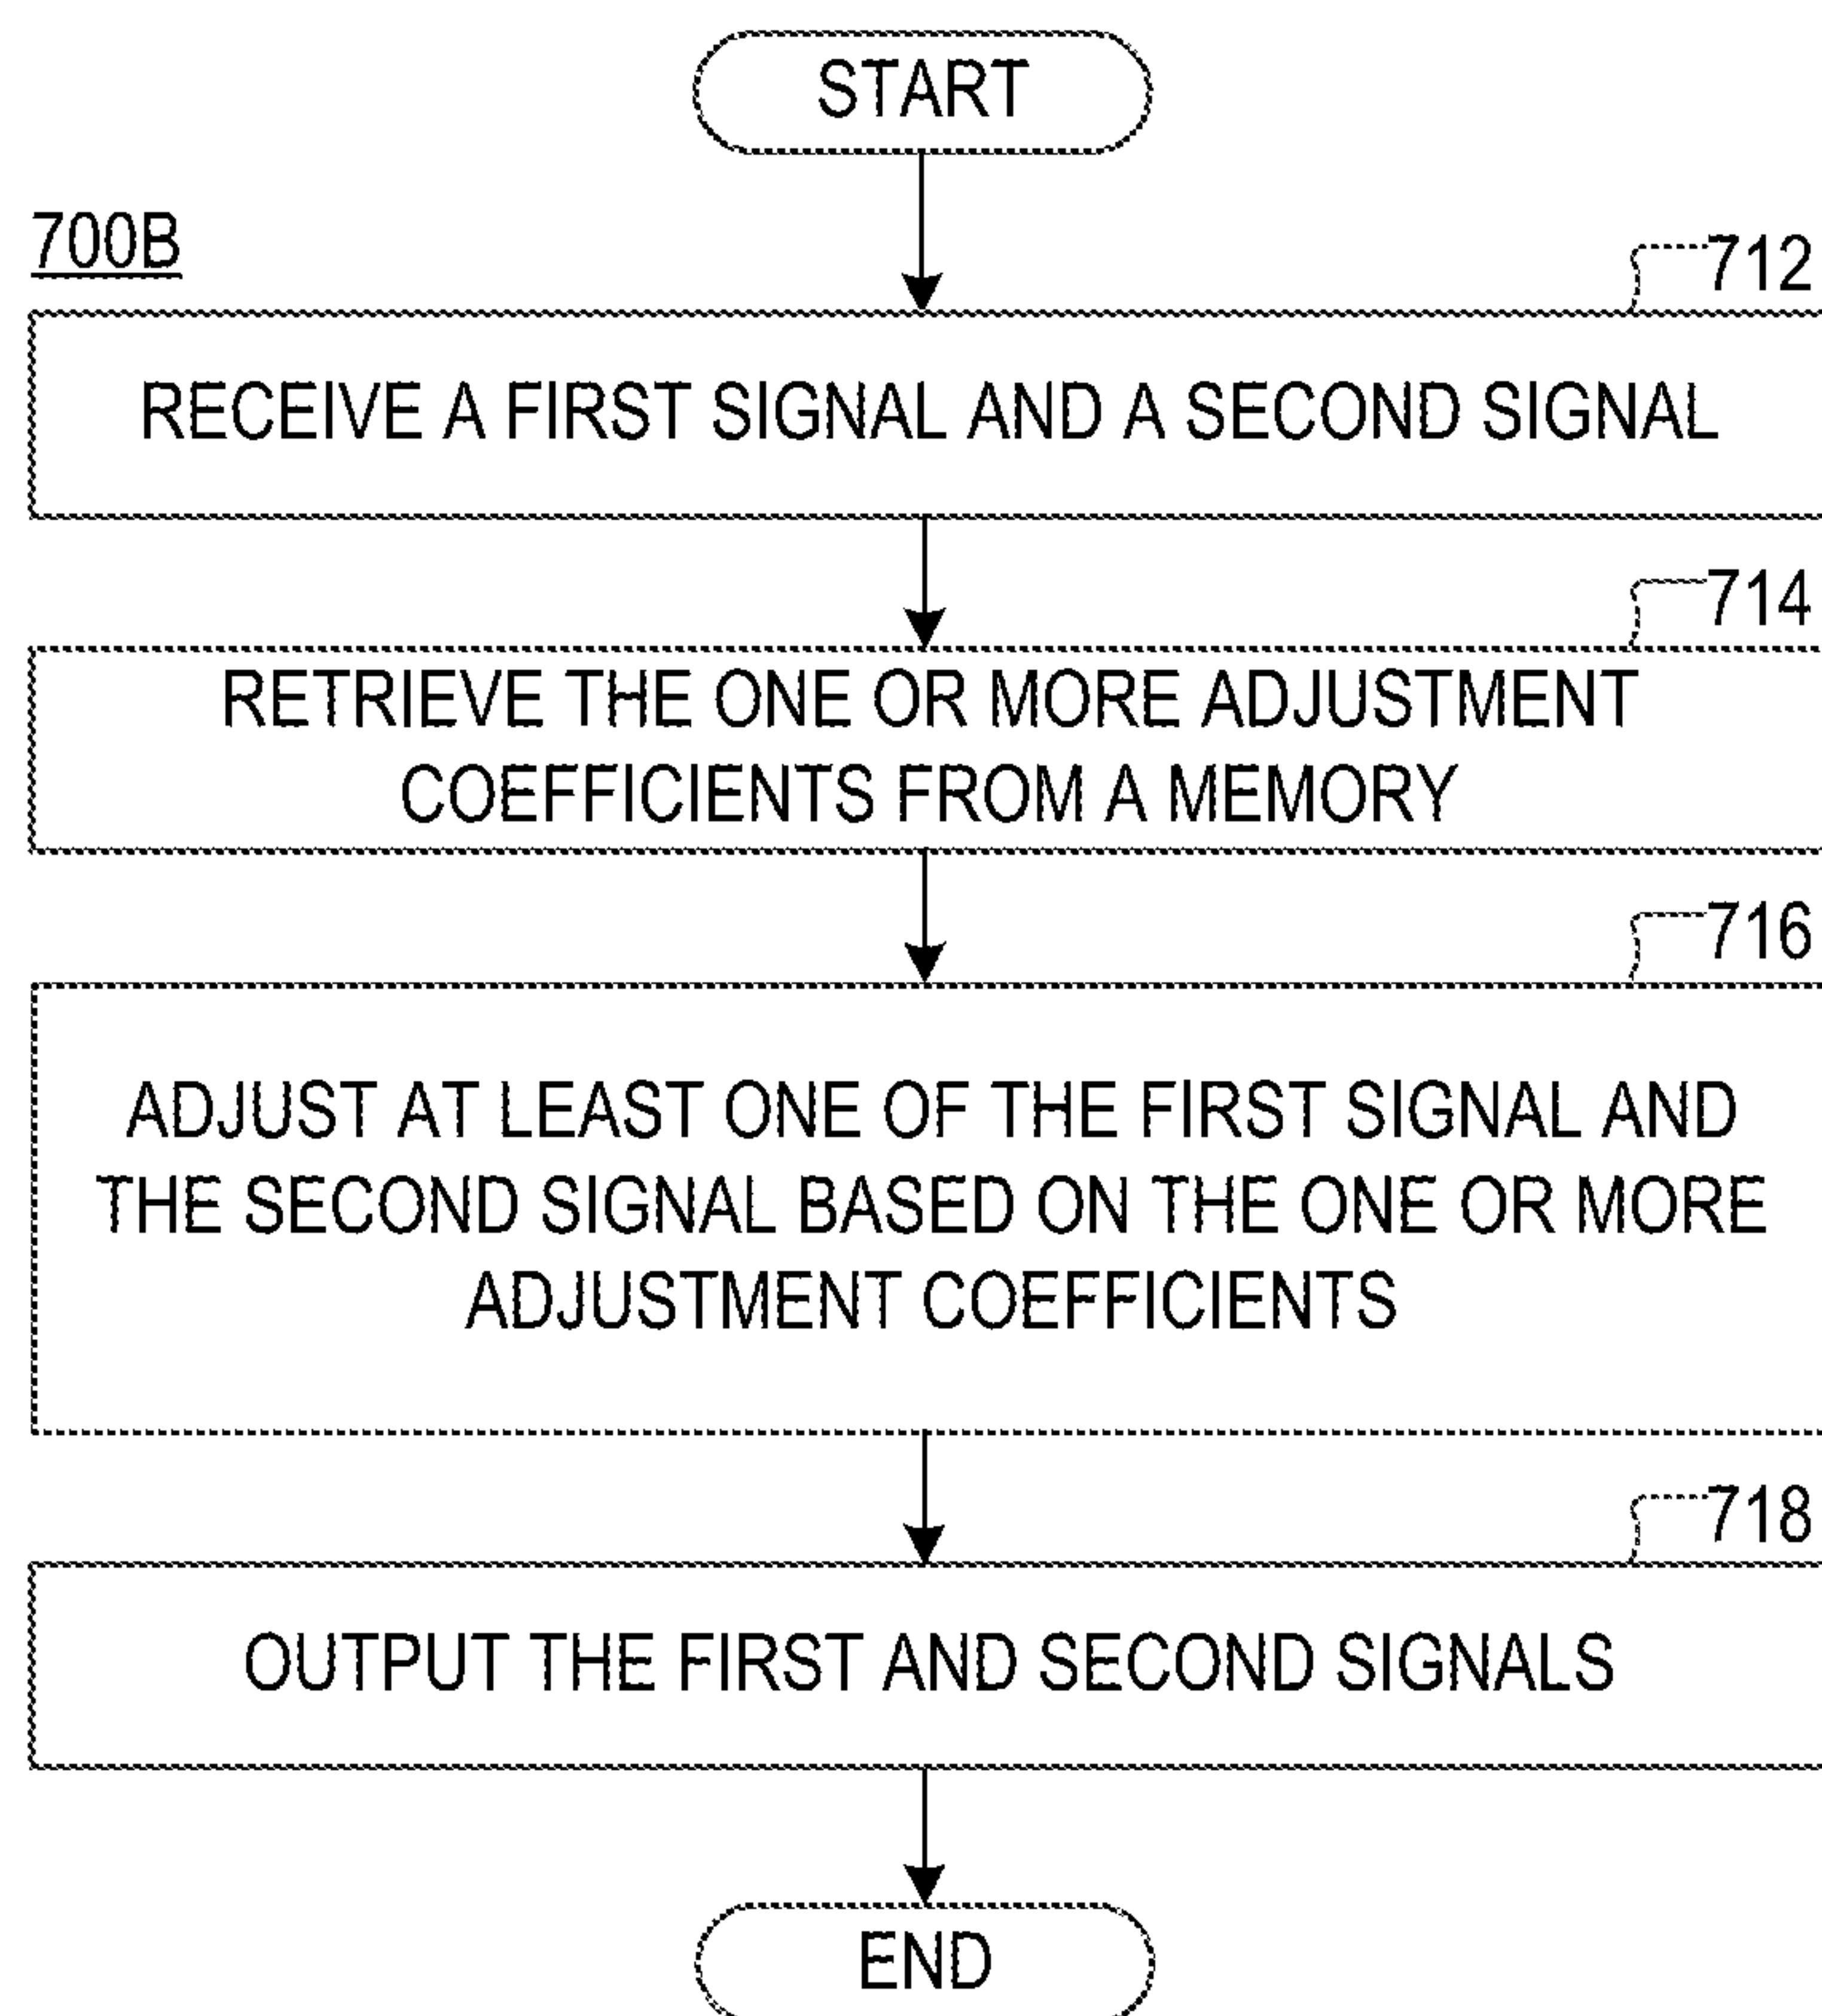 START
700B
712
RECEIVE A FIRST SIGNAL AND A SECOND SIGNAL
714
RETRIEVE THE ONE OR MORE ADJUSTMENT
COEFFICIENTS FROM A MEMORY
716
ADJUST AT LEAST ONE OF THE FIRST SIGNAL AND
THE SECOND SIGNAL BASED ON THE ONE OR MORE
ADJUSTMENT COEFFICIENTS
718
OUTPUT THE FIRST AND SECOND SIGNALS
END